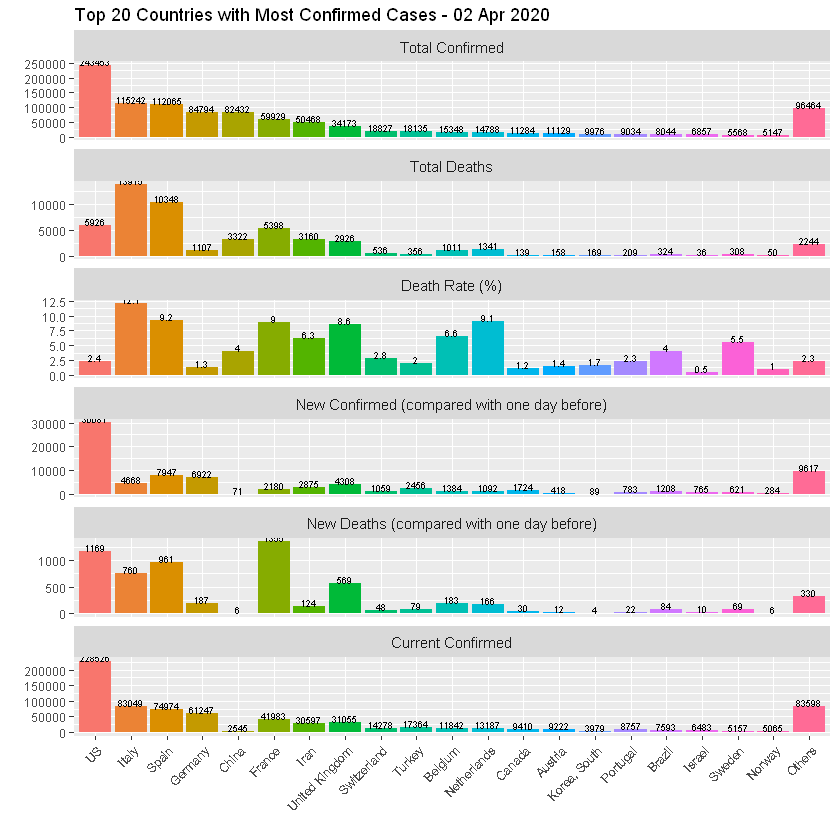 Top 20 Countries with Most Confirmed Cases - 02 Apr 2020
Total Confirmed
250000
200000
150000
100000
50000
0
243453 115242 112065 84794 82432 59929 50468 34173 18827 18135 15348 14788 11284 11129 9976 9034 8044 6857 5568 5147 96464
Total Deaths
10000
5000
0
5926 13915 10348 1107 3322 5398 3160 2926 536 356 1011 1341 139 158 169 209 324 36 308 50 2244
Death Rate (%)
12.5
10.0
7.5
5.0
2.5
0.0
2.4 12.1 9.2 1.3 4 9 6.3 8.6 2.8 2 6.6 9.1 1.2 1.4 1.7 2.3 4 0.5 5.5 1 2.3
New Confirmed (compared with one day before)
30000
20000
10000
0
30081 4668 7947 6922 71 2180 2875 4308 1059 2456 1384 1092 1724 418 89 783 1208 765 621 284 9617
New Deaths (compared with one day before)
1000
500
0
1169 760 961 187 6 1355 124 569 48 79 183 166 30 12 4 22 84 10 69 6 330
Current Confirmed
200000
150000
100000
50000
0
228526 83049 74974 61247 2545 41983 30597 31055 14278 17364 11842 13187 9410 9222 3979 8757 7593 6483 5157 5065 83598
US Italy Spain Germany China France Iran United Kingdom Switzerland Turkey Belgium Netherlands Canada Austria Korea, South Portugal Brazil Israel Sweden Norway Others